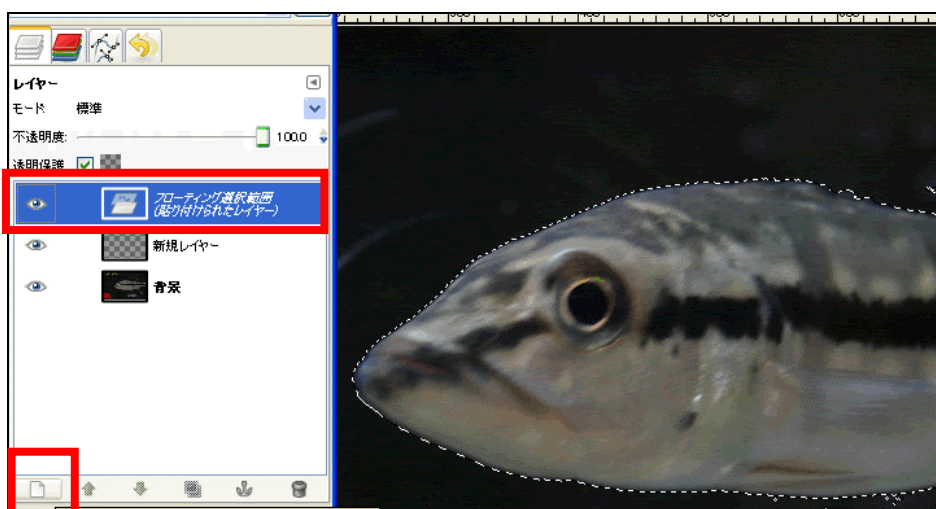 レイヤー
モード 標準
不透明度: 100.0
透明保護
フローティング選択範囲
(貼り付けられたレイヤー)
新規レイヤー
背景